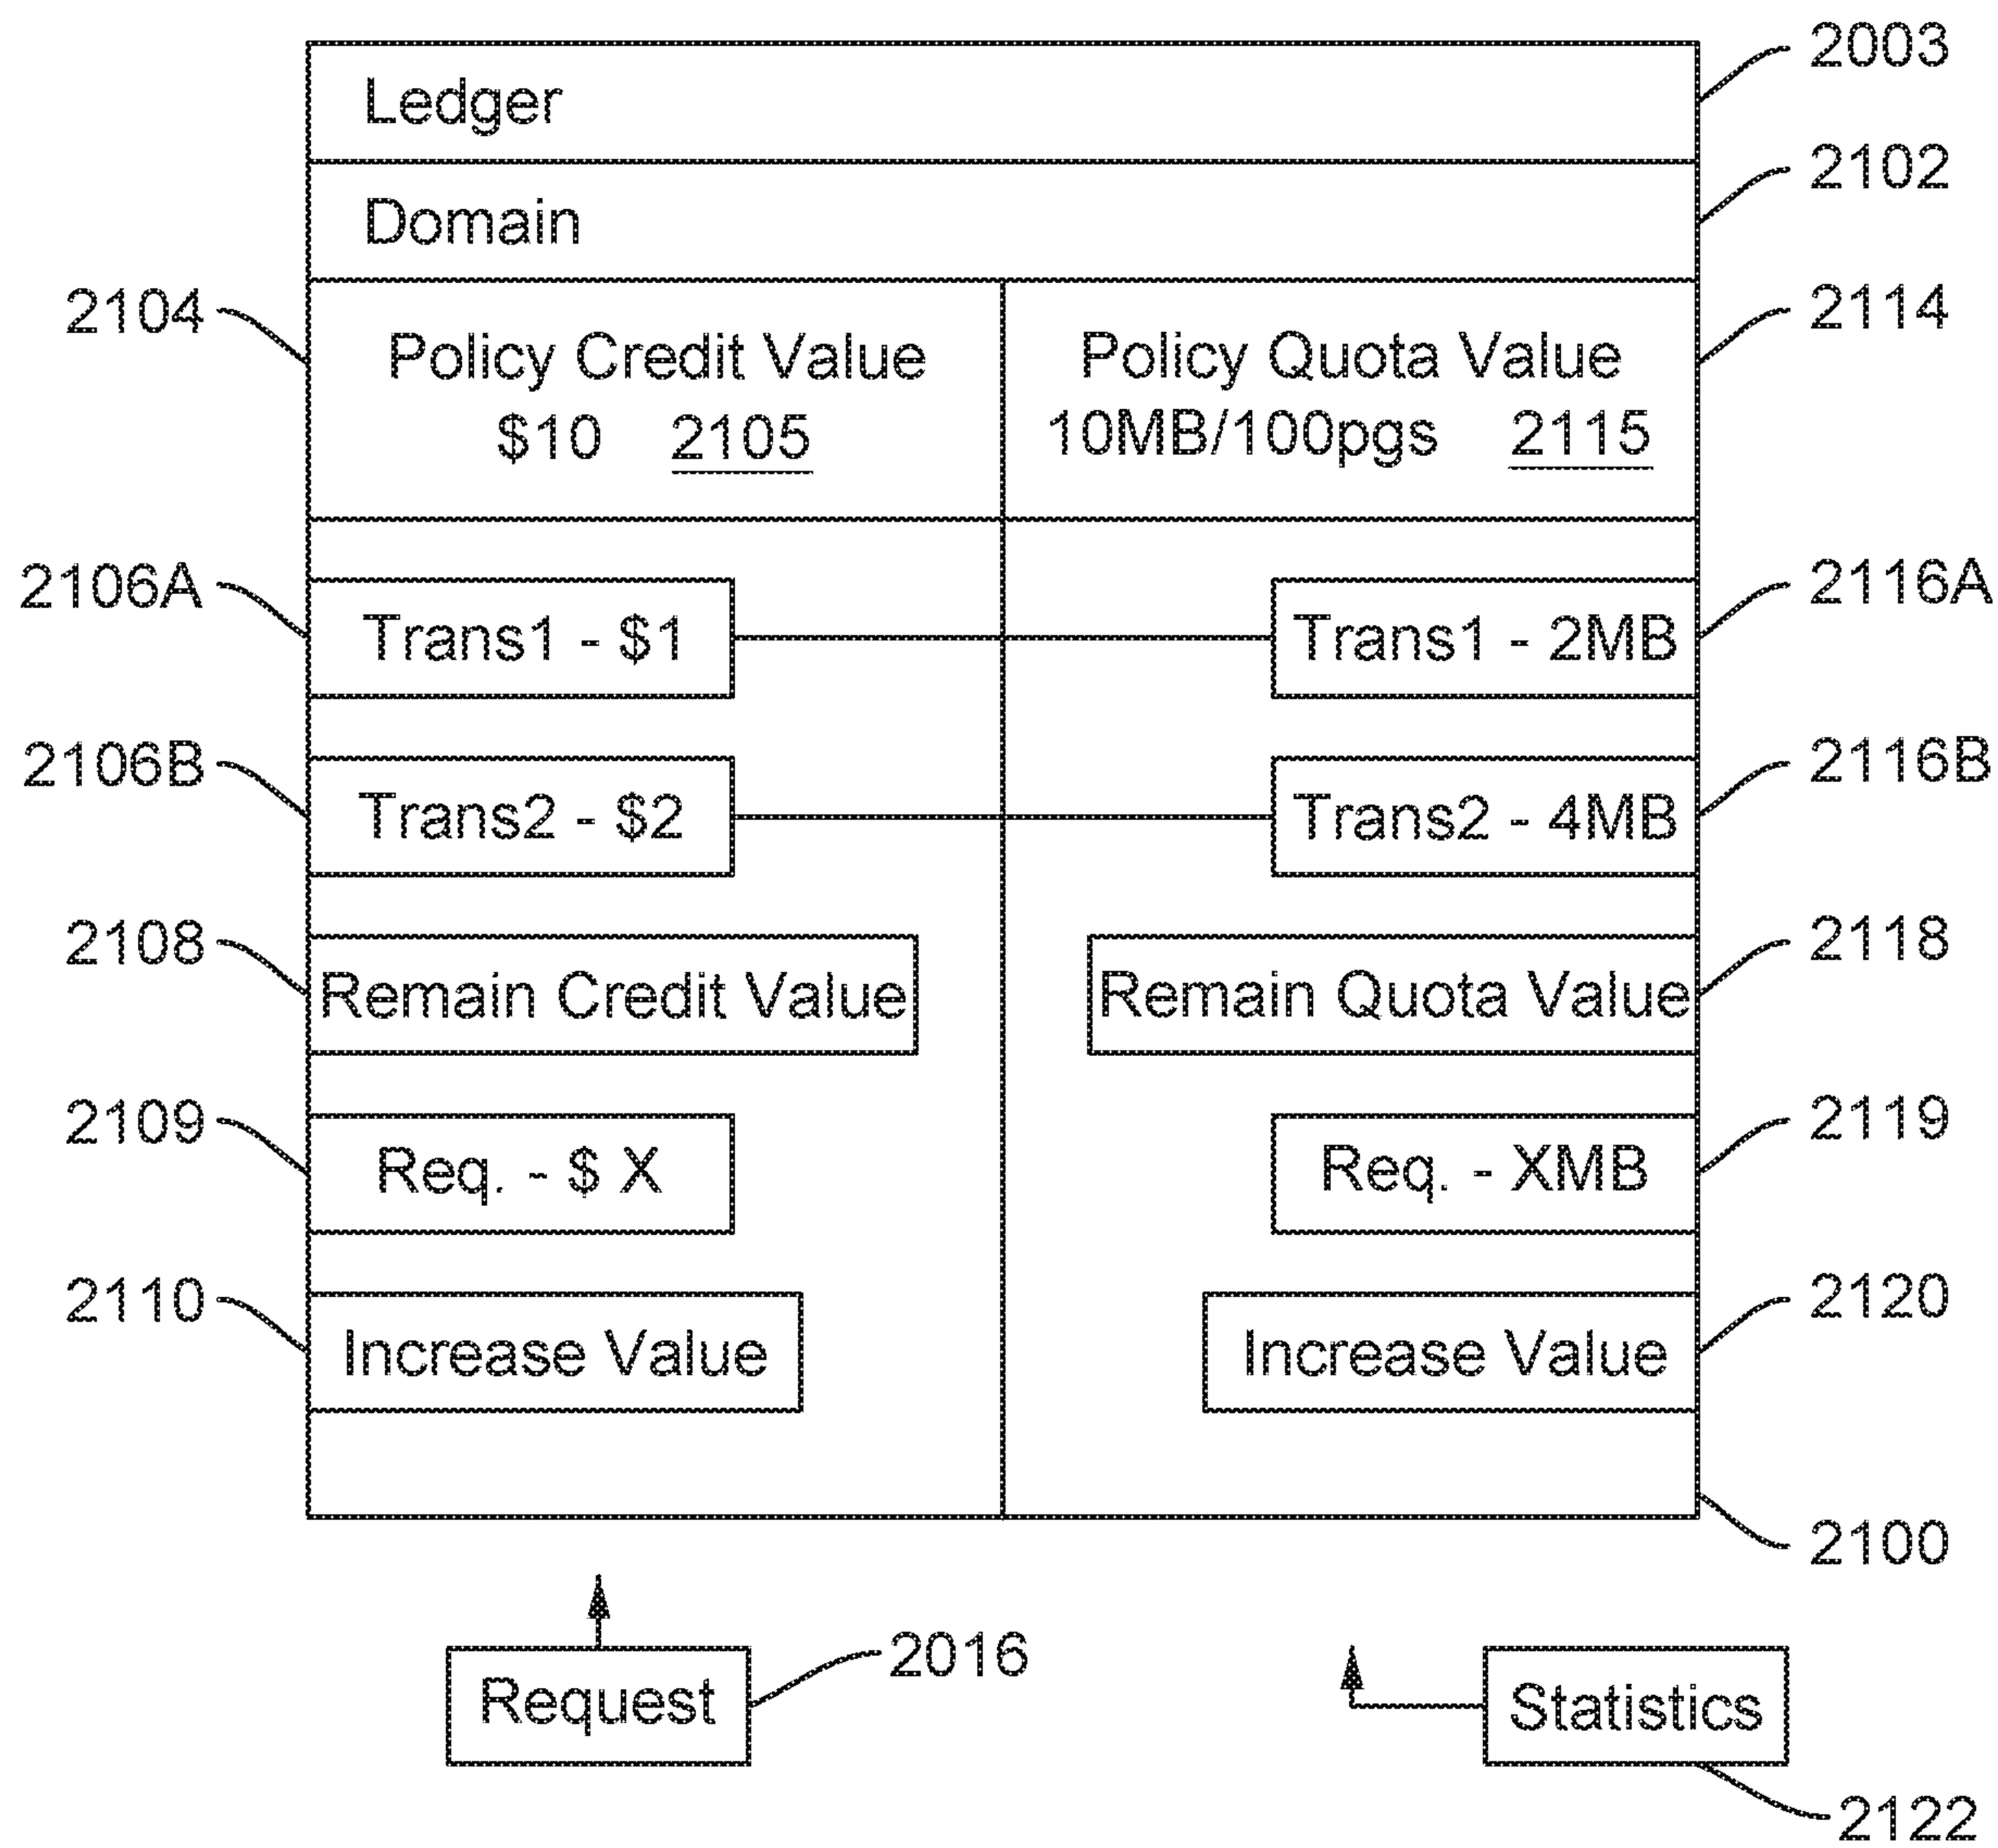 Ledger 2003
Domain 2102
2104 Policy Credit Value Policy Quota Value 2114
$10 2105 10MB/100pgs 2115
2106A Trans1 - $1 Trans1 - 2MB 2116A
2106B Trans2 - $2 Trans2 - 4MB 2116B
2108 Remain Credit Value Remain Quota Value 2118
2109 Req. - $ X Req. - XMB 2119
2110 Increase Value Increase Value 2120
2100
Request 2016 Statistics
2122